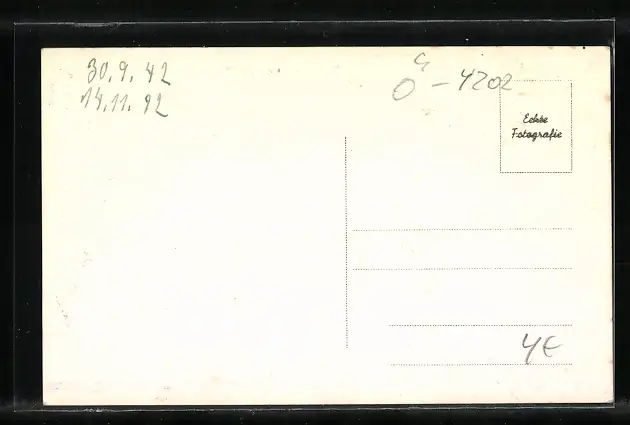 30.9.42
14.11.92
O - 4202
Echte
Fotografie
4€